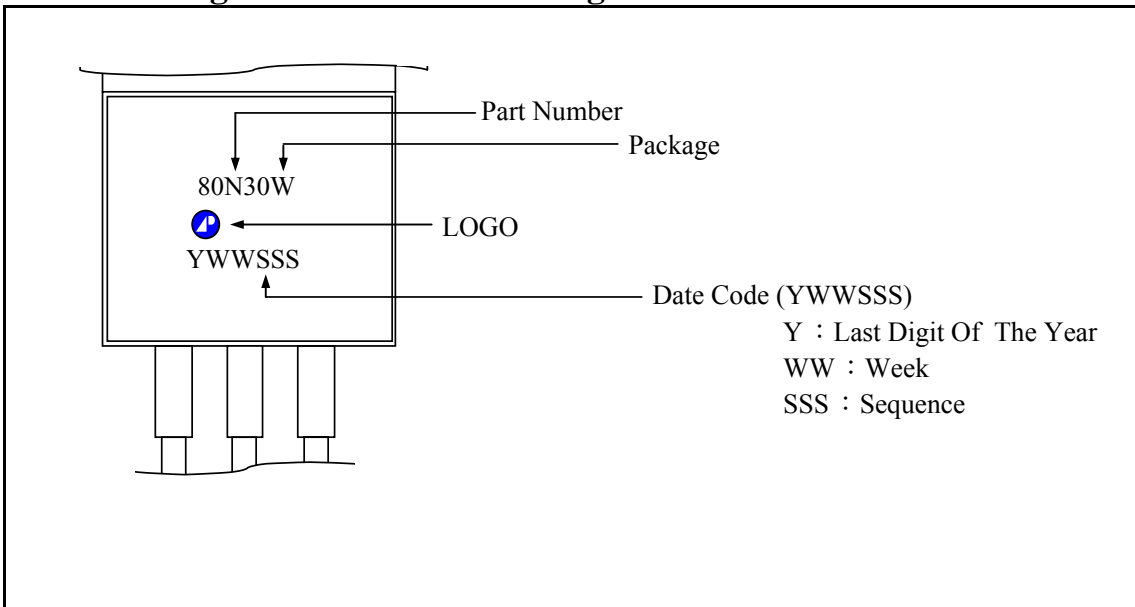 Part Number
Package
80N30W
LOGO
YWWSSS
Date Code (YWWSSS)
Y：Last Digit Of The Year
WW：Week
SSS：Sequence